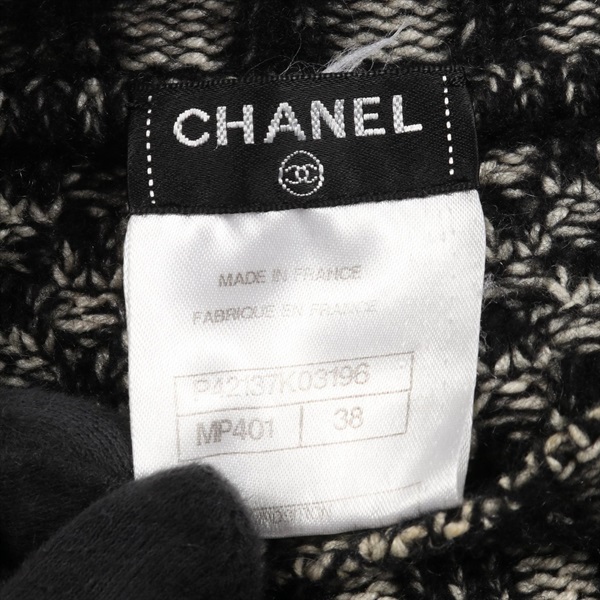 CHANEL
MADE IN FRANCE
FABRIQUE EN FRANCE
P42137K03196
MP401 38